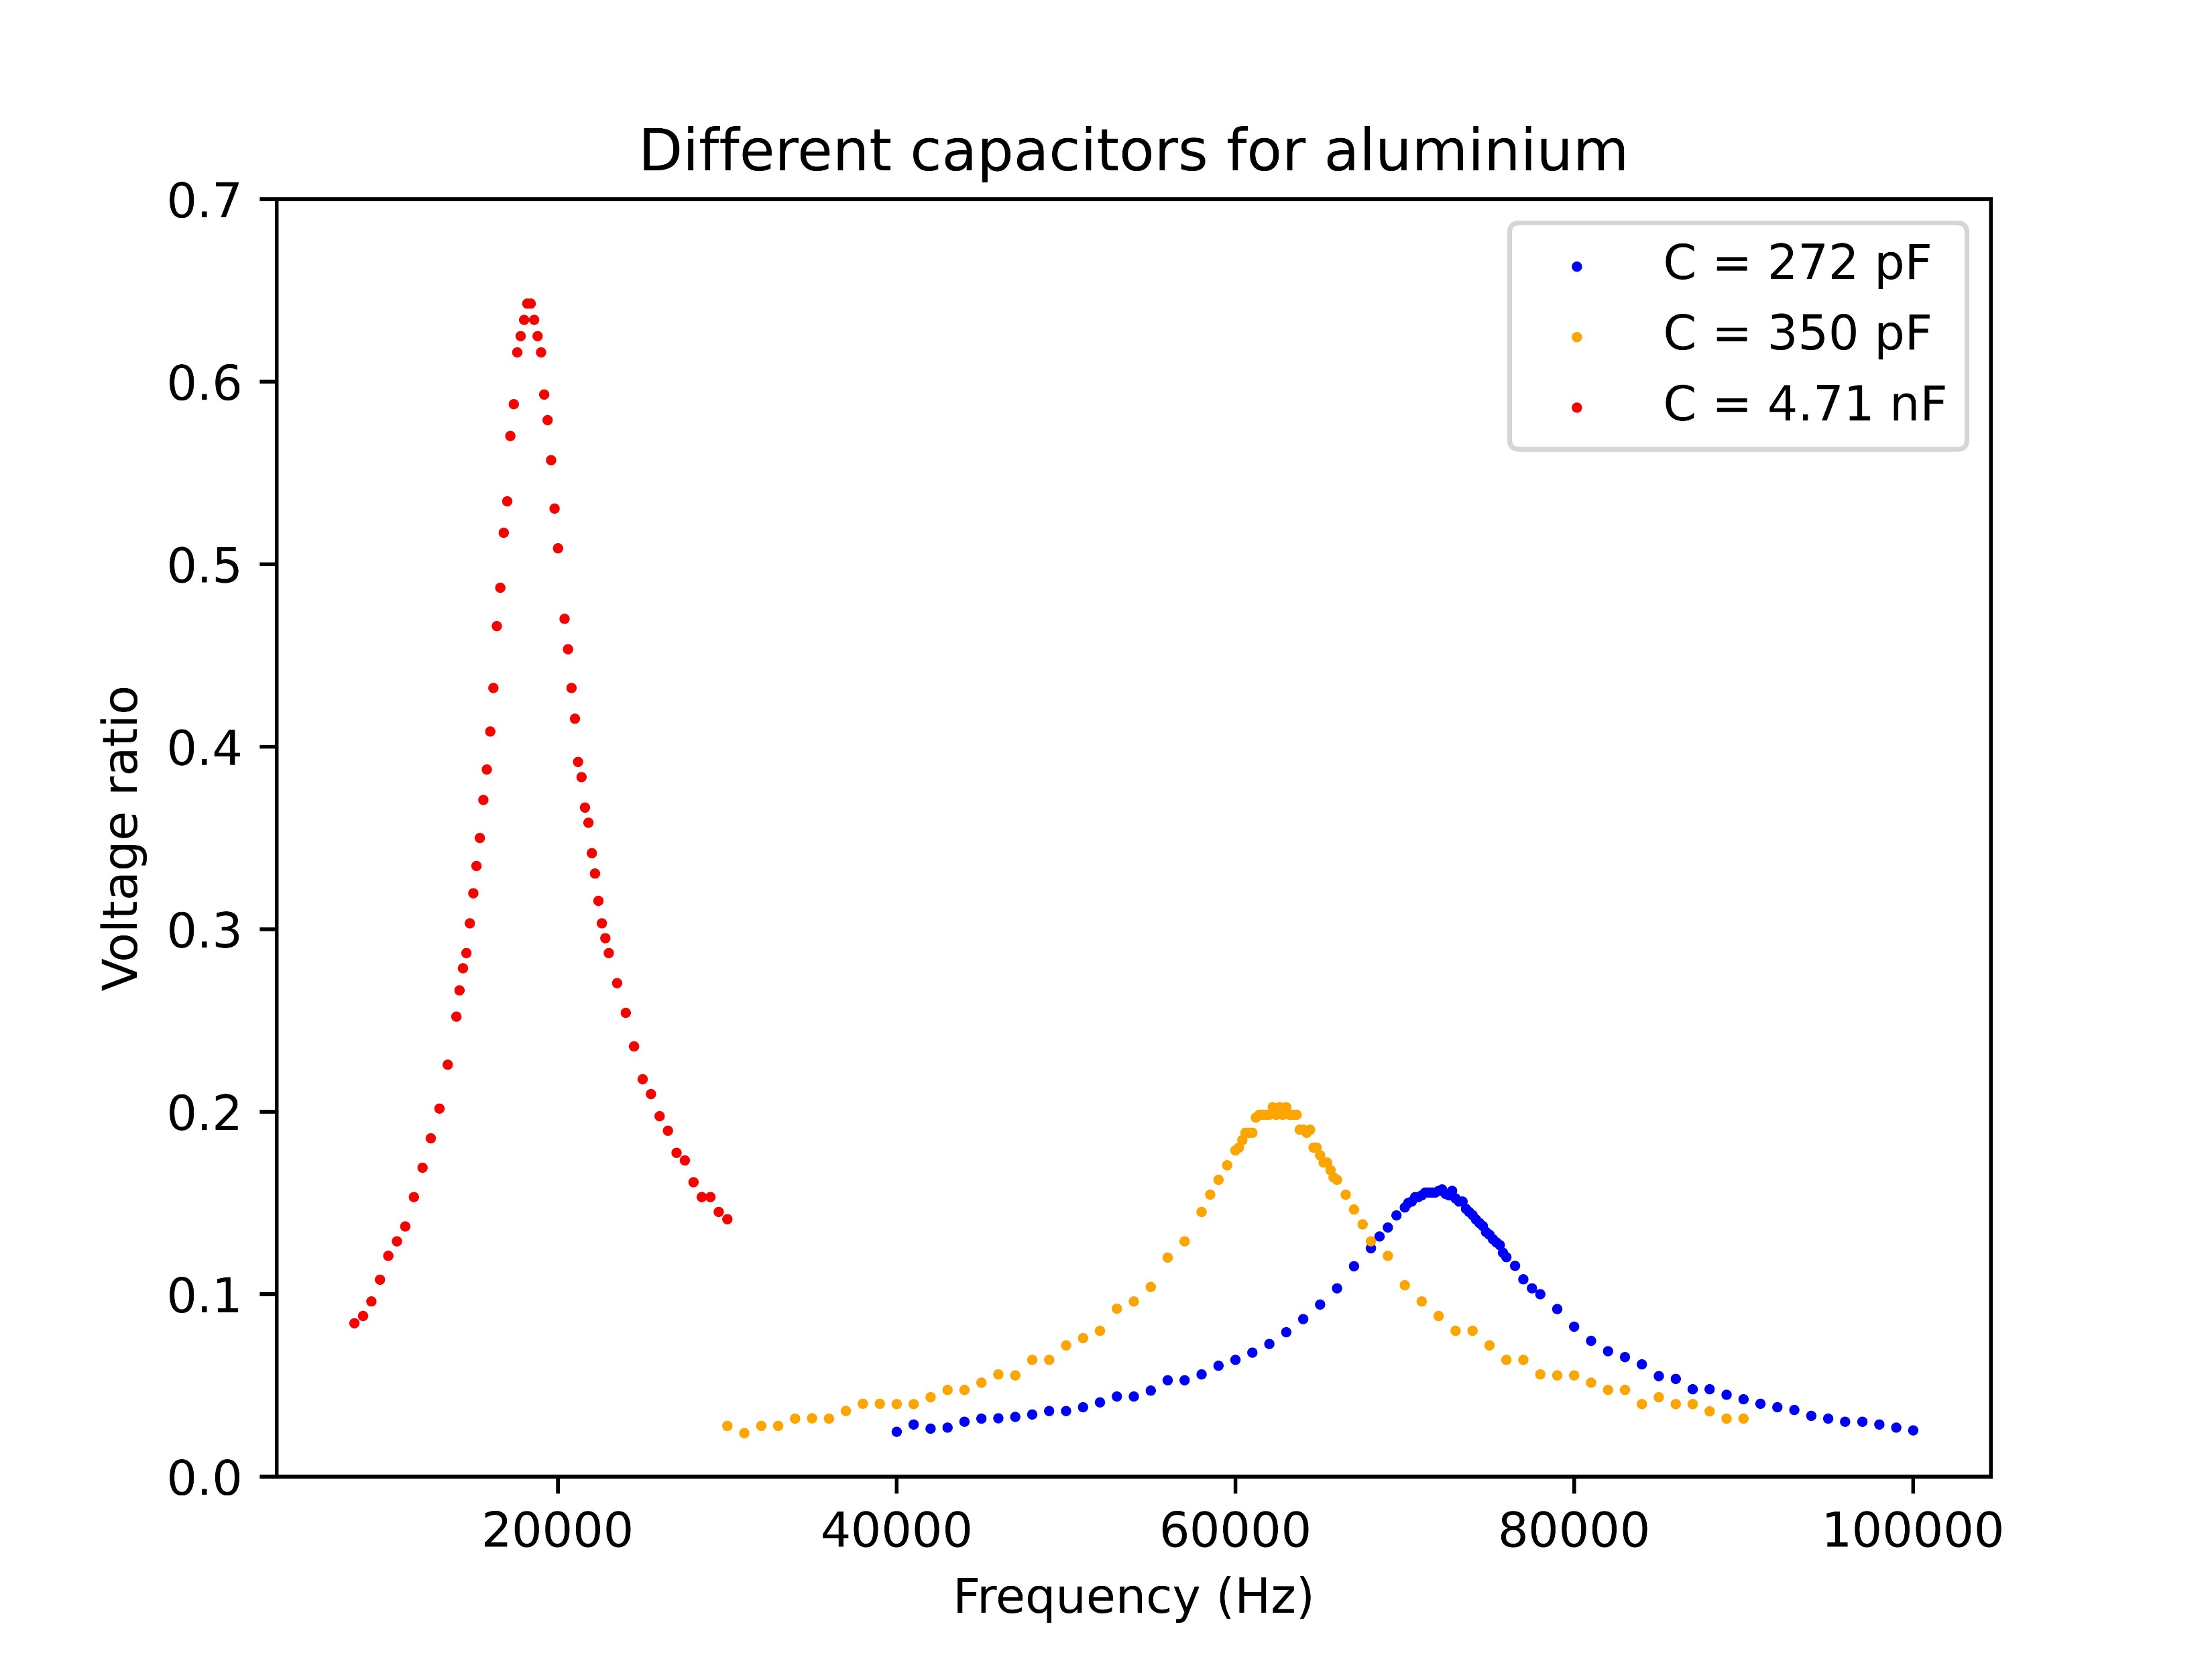 Different capacitors for aluminium
0.7
0.6
0.5
0.4
0.3
0.2
0.1
0.0
Voltage ratio
C = 272 pF
C = 350 pF
C = 4.71 nF
20000 40000 60000 80000 100000
Frequency (Hz)